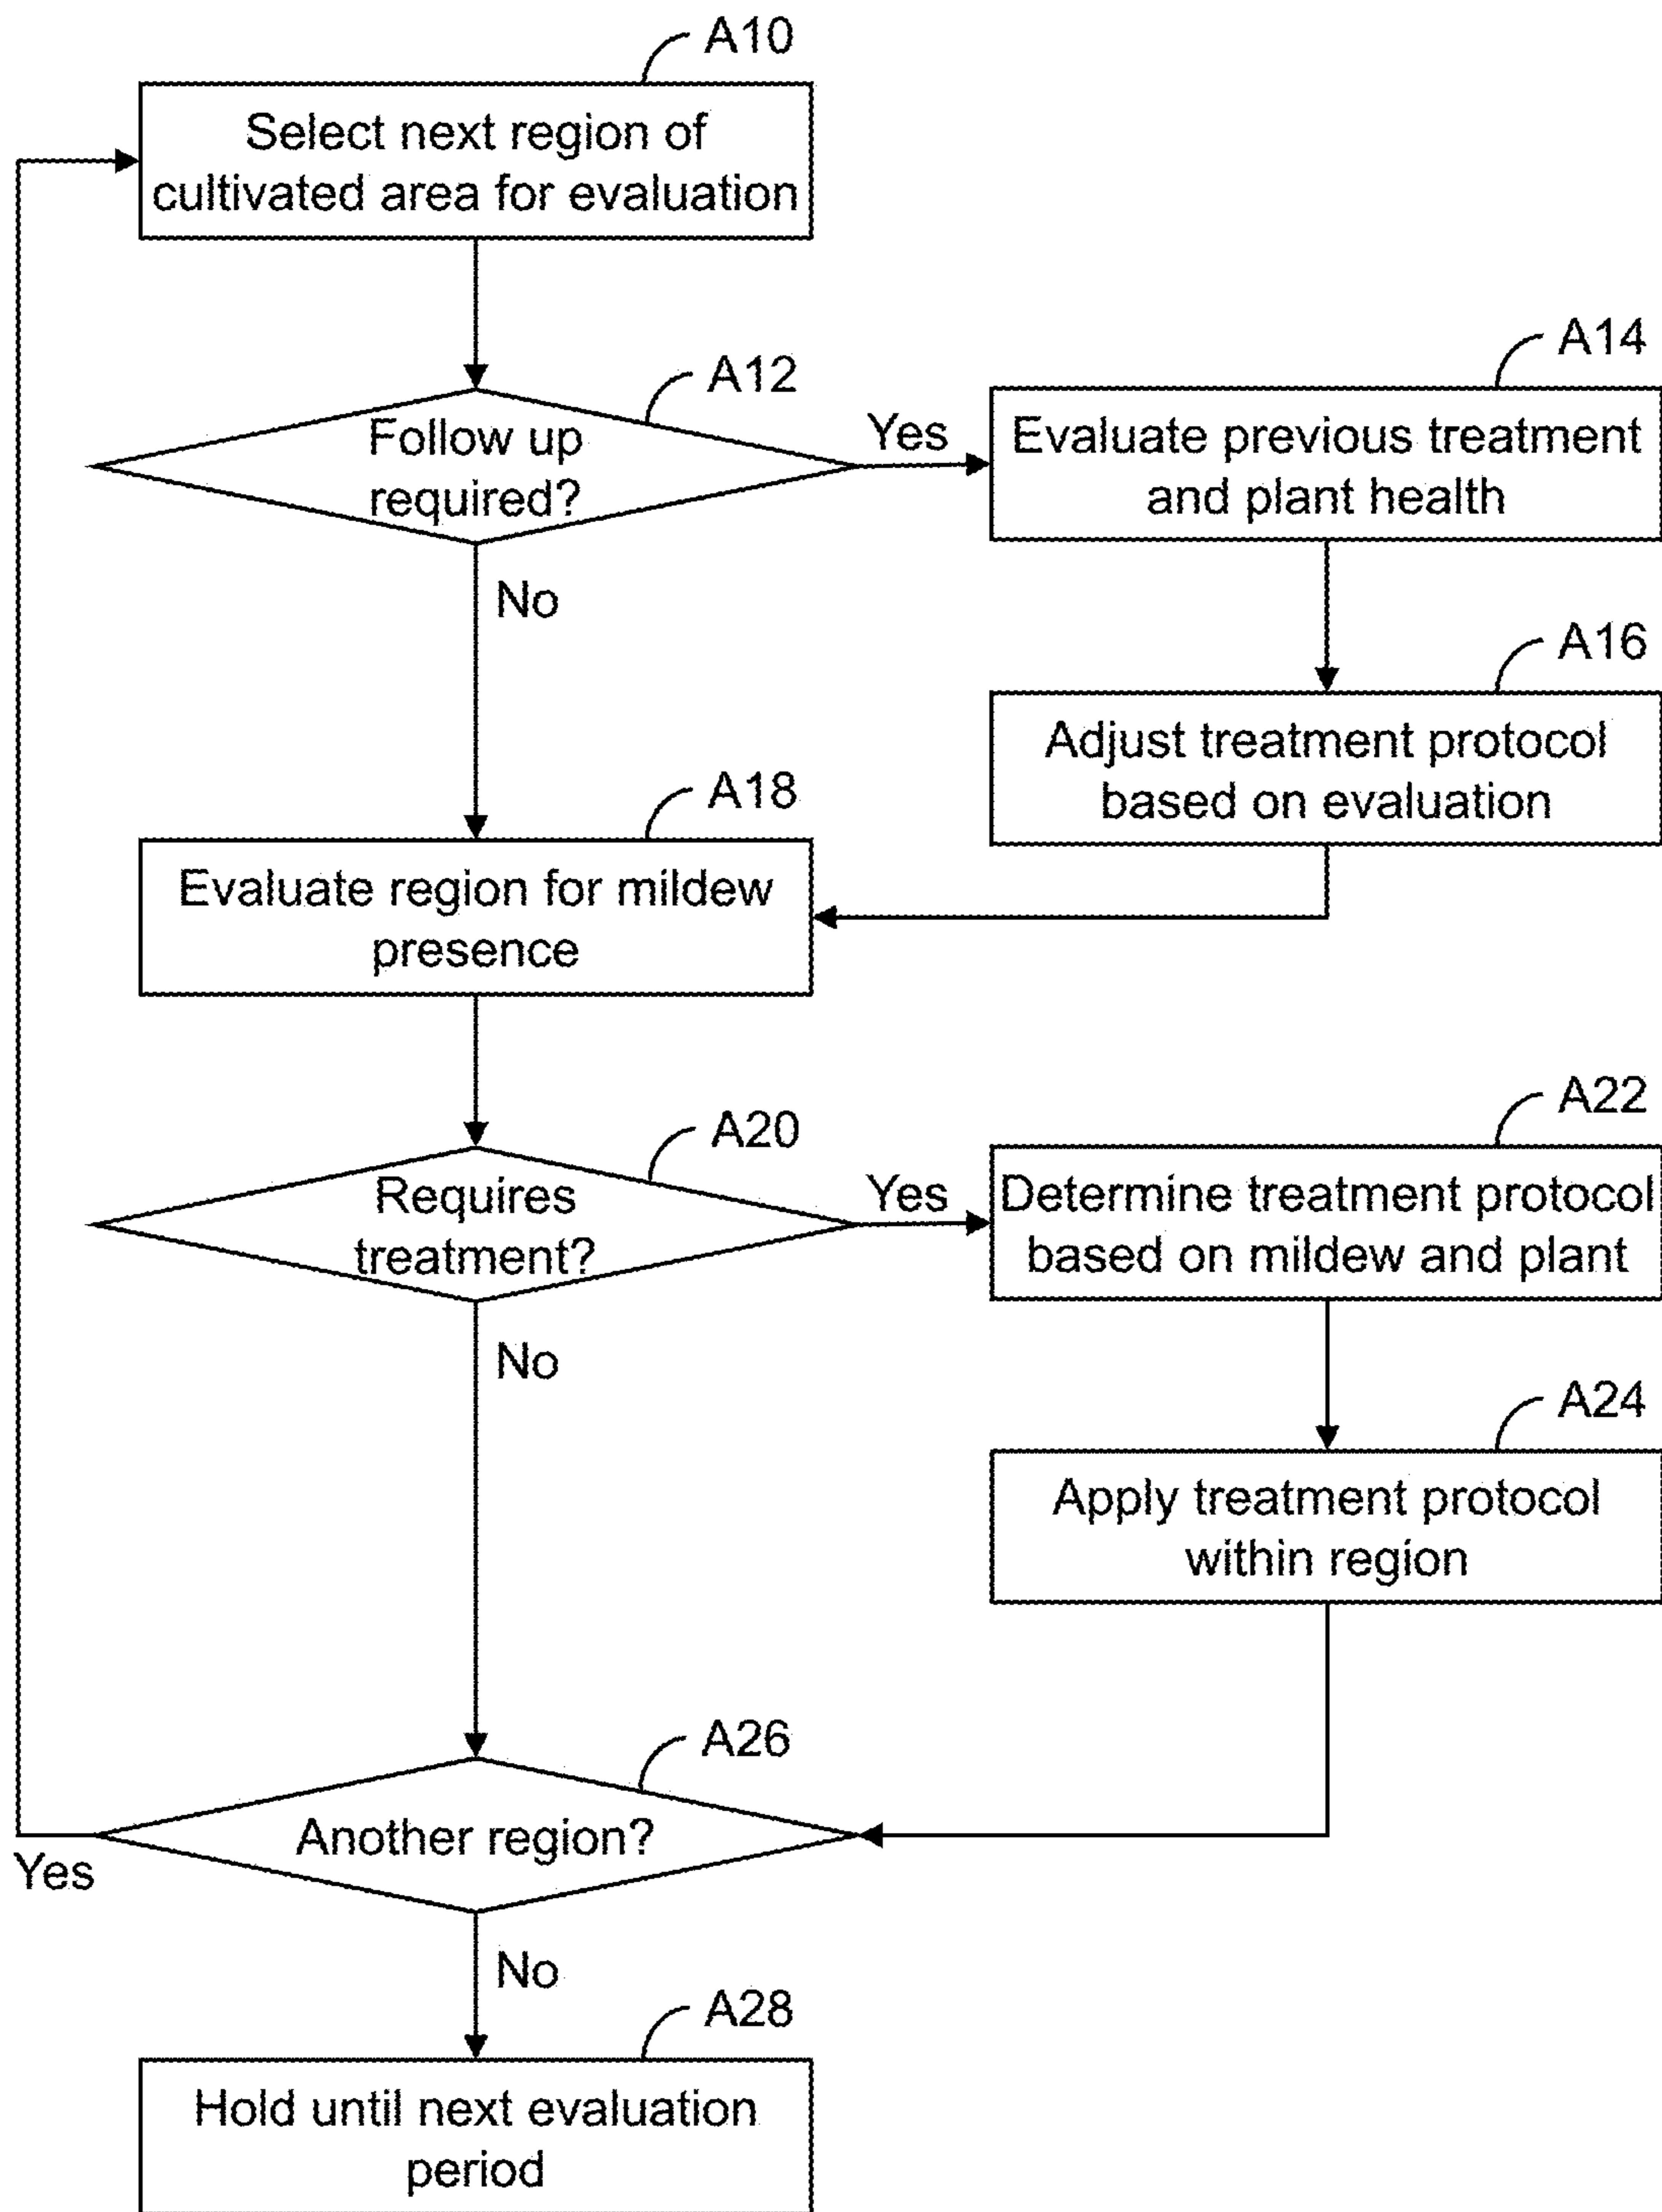 A10
Select next region of
cultivated area for evaluation
A12
Follow up
required?
Yes
No
A14
Evaluate previous treatment
and plant health
A16
Adjust treatment protocol
based on evaluation
A18
Evaluate region for mildew
presence
A20
Requires
treatment?
Yes
No
A22
Determine treatment protocol
based on mildew and plant
A24
Apply treatment protocol
within region
A26
Another region?
Yes
No
A28
Hold until next evaluation
period